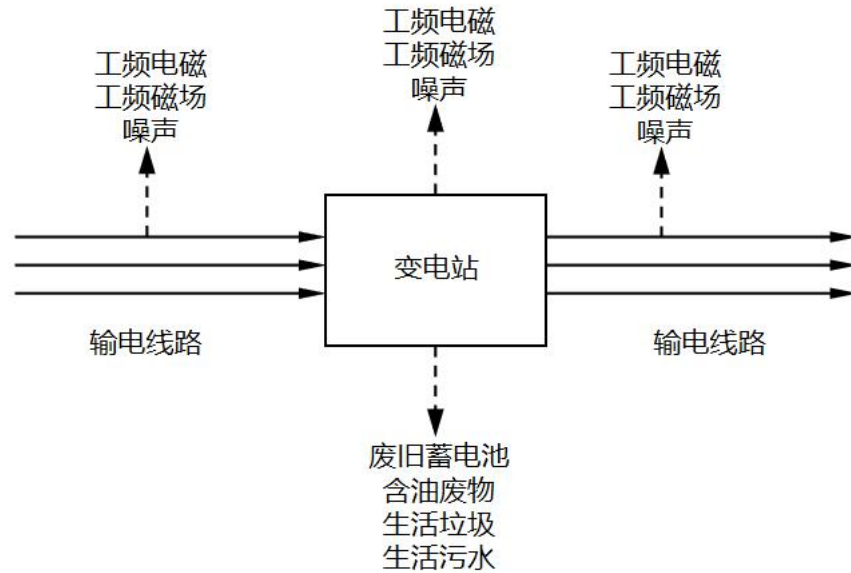 工频电磁
工频磁场
噪声
工频电磁
工频磁场
噪声
工频电磁
工频磁场
噪声
变电站
输电线路
输电线路
废旧蓄电池
含油废物
生活垃圾
生活污水